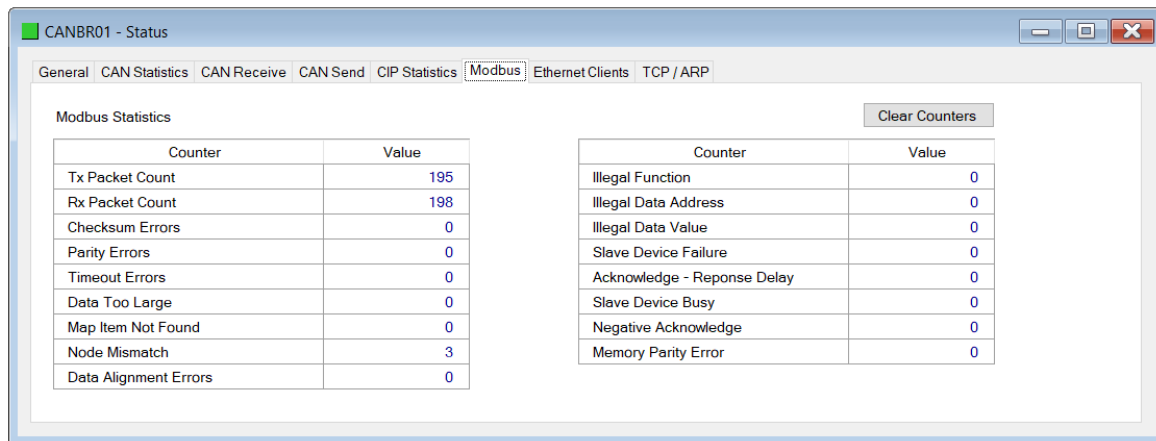 CANBR01 - Status
General CAN Statistics CAN Receive CAN Send CIP Statistics Modbus Ethernet Clients TCP / ARP
Modbus Statistics
Clear Counters
Counter Value
Tx Packet Count 195
Rx Packet Count 198
Checksum Errors 0
Parity Errors 0
Timeout Errors 0
Data Too Large 0
Map Item Not Found 0
Node Mismatch 3
Data Alignment Errors 0
Counter Value
Illegal Function 0
Illegal Data Address 0
Illegal Data Value 0
Slave Device Failure 0
Acknowledge - Reponse Delay 0
Slave Device Busy 0
Negative Acknowledge 0
Memory Parity Error 0